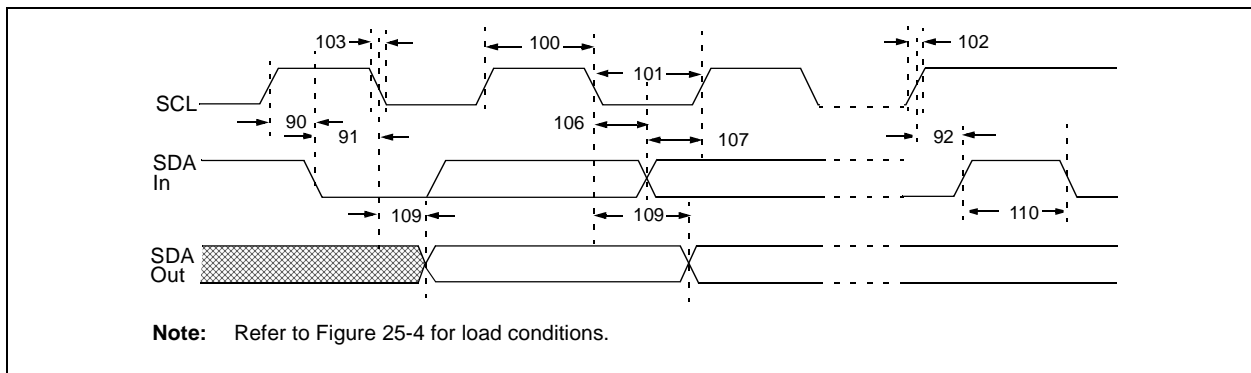 103 100 102
101
SCL
90 106 107 92
91
SDA
In
109 109 110
SDA
Out
Note: Refer to Figure 25-4 for load conditions.